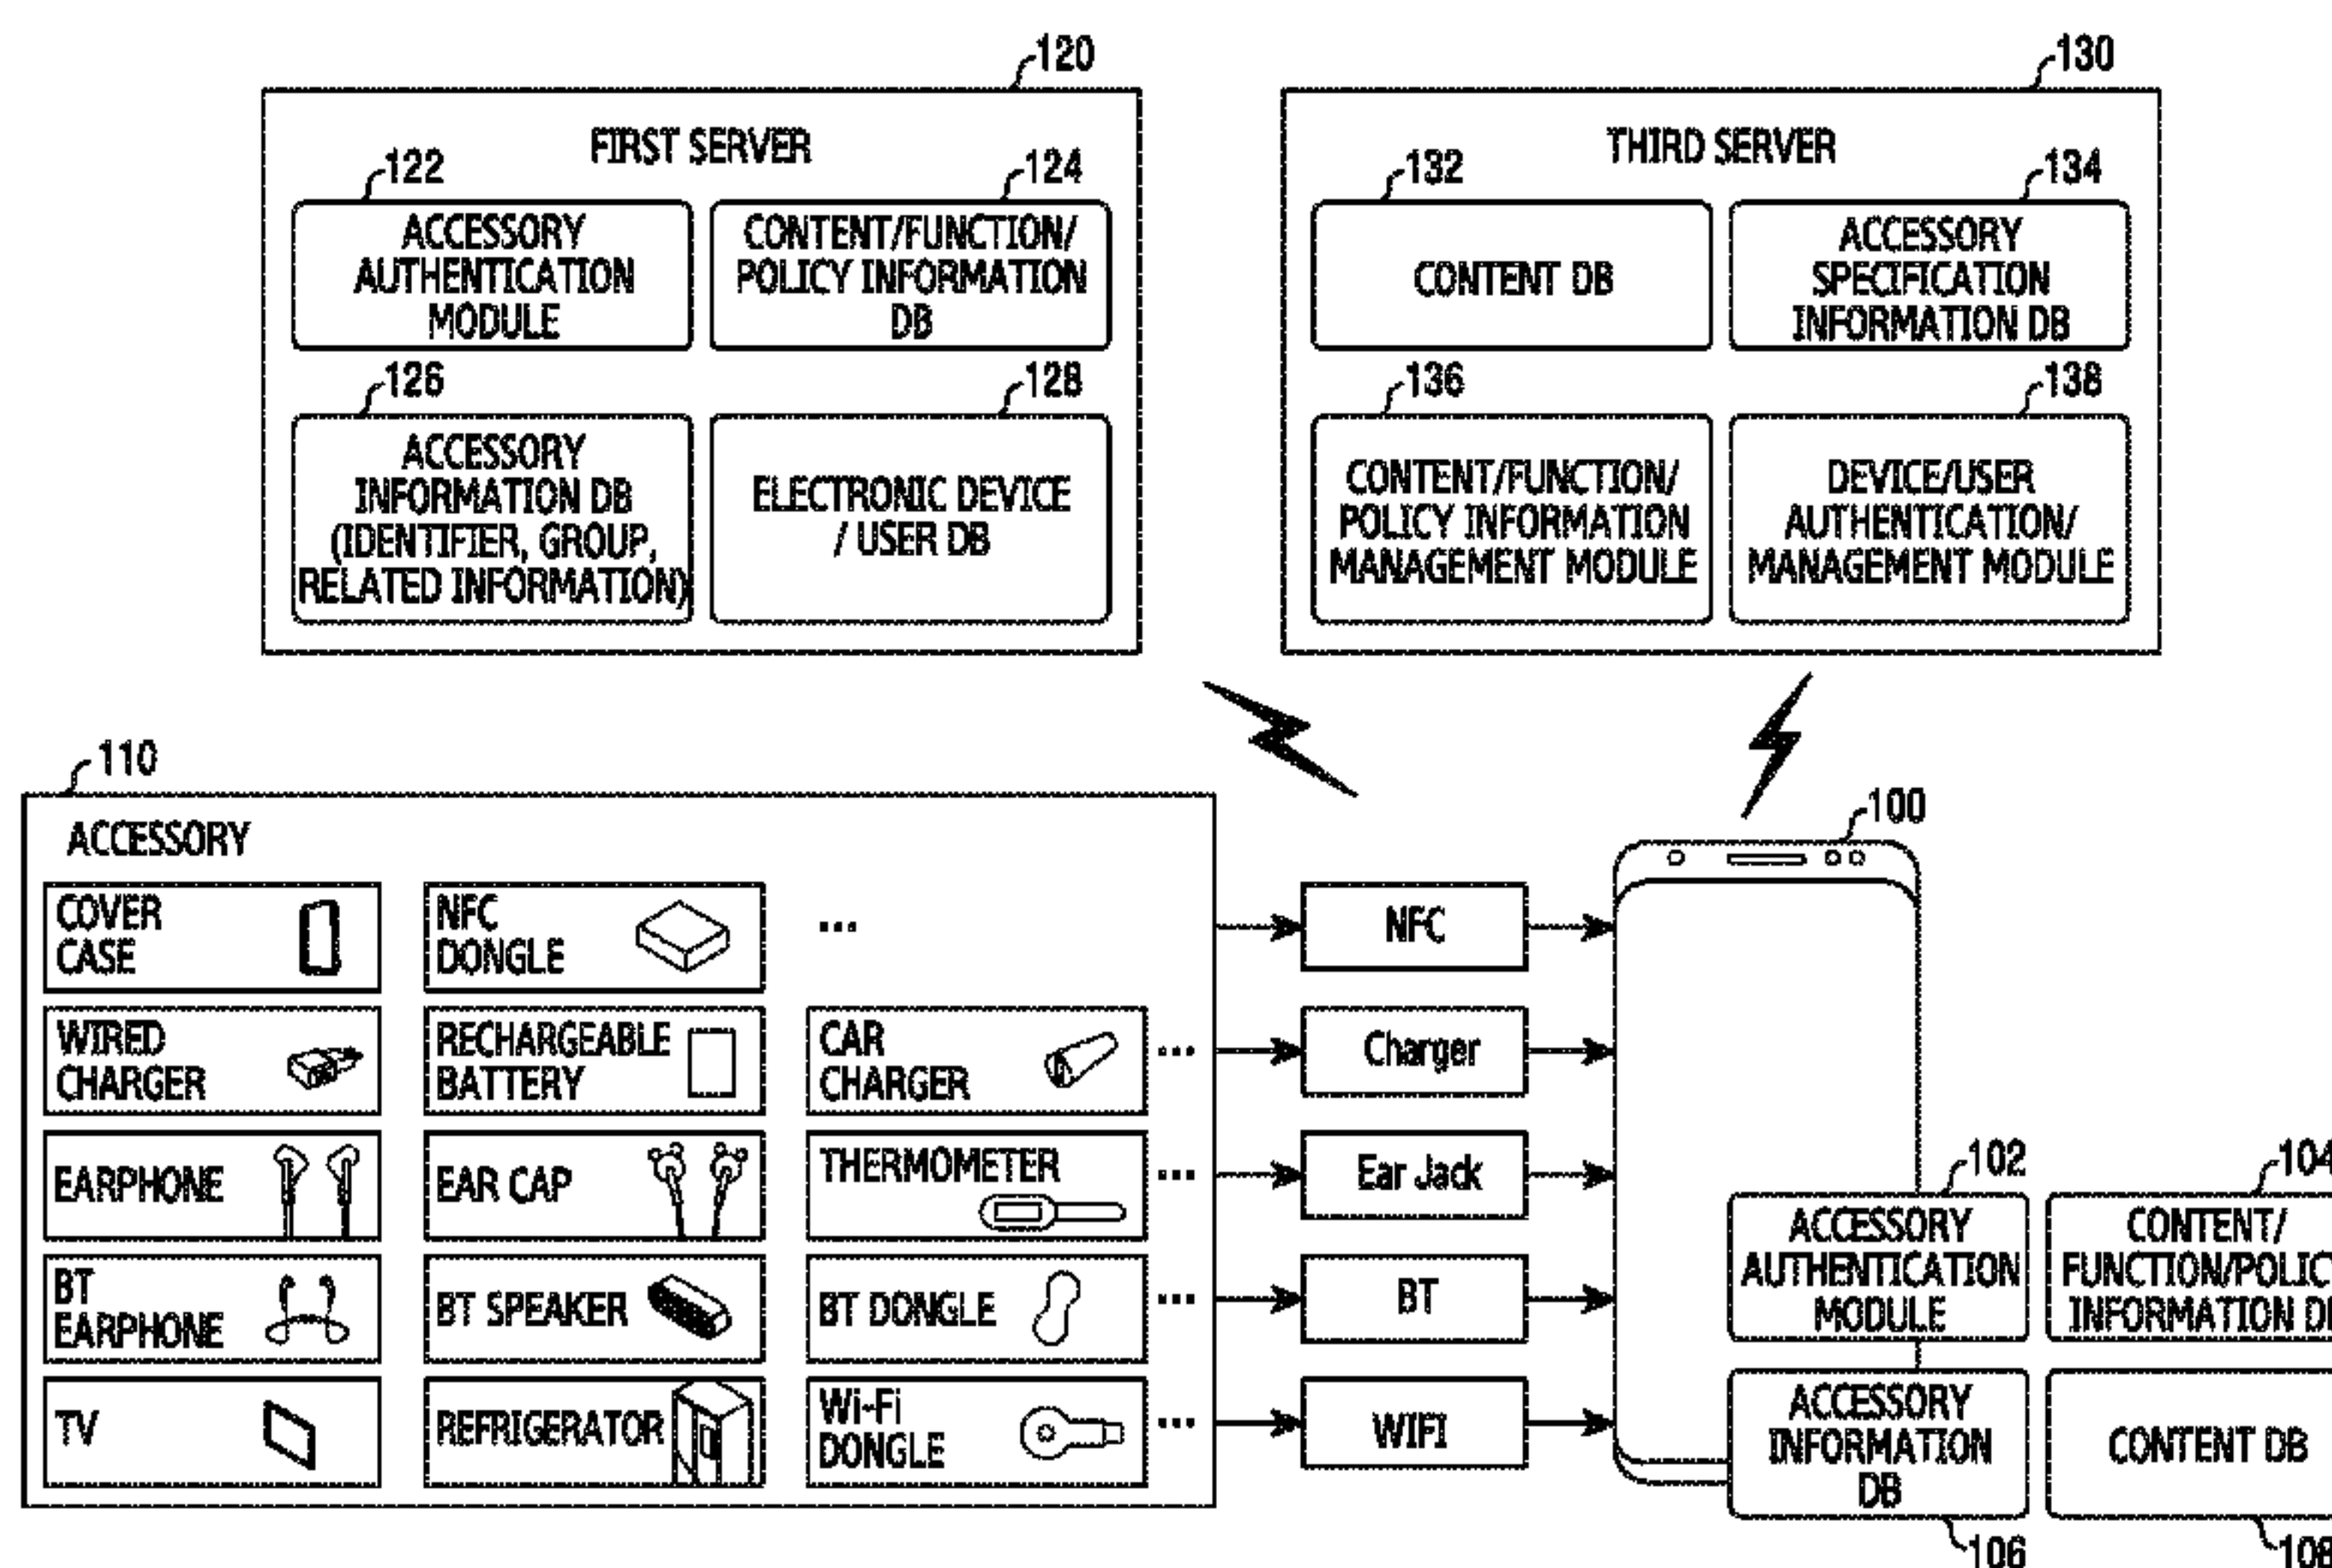 120
130
FIRST SERVER
THIRD SERVER
122
124
132
134
ACCESSORY
AUTHENTICATION
MODULE
CONTENT/FUNCTION/
POLICY INFORMATION
DB
CONTENT DB
ACCESSORY
SPECIFICATION
INFORMATION DB
126
128
136
138
ACCESSORY
INFORMATION DB
(IDENTIFIER, GROUP,
RELATED INFORMATION)
ELECTRONIC DEVICE
/ USER DB
CONTENT/FUNCTION/
POLICY INFORMATION
MANAGEMENT MODULE
DEVICE/USER
AUTHENTICATION/
MANAGEMENT MODULE
110
ACCESSORY
100
COVER
CASE
NFC
DONGLE
...
NFC
WIRED
CHARGER
RECHARGEABLE
BATTERY
CAR
CHARGER
...
Charger
EARPHONE
EAR CAP
THERMOMETER
...
Ear Jack
BT
EARPHONE
BT SPEAKER
BT DONGLE
...
BT
TV
REFRIGERATOR
Wi-Fi
DONGLE
...
WIFI
102
104
ACCESSORY
AUTHENTICATION
MODULE
CONTENT/
FUNCTION/POLICY
INFORMATION
ACCESSORY
INFORMATION
DB
CONTENT DB
106
108